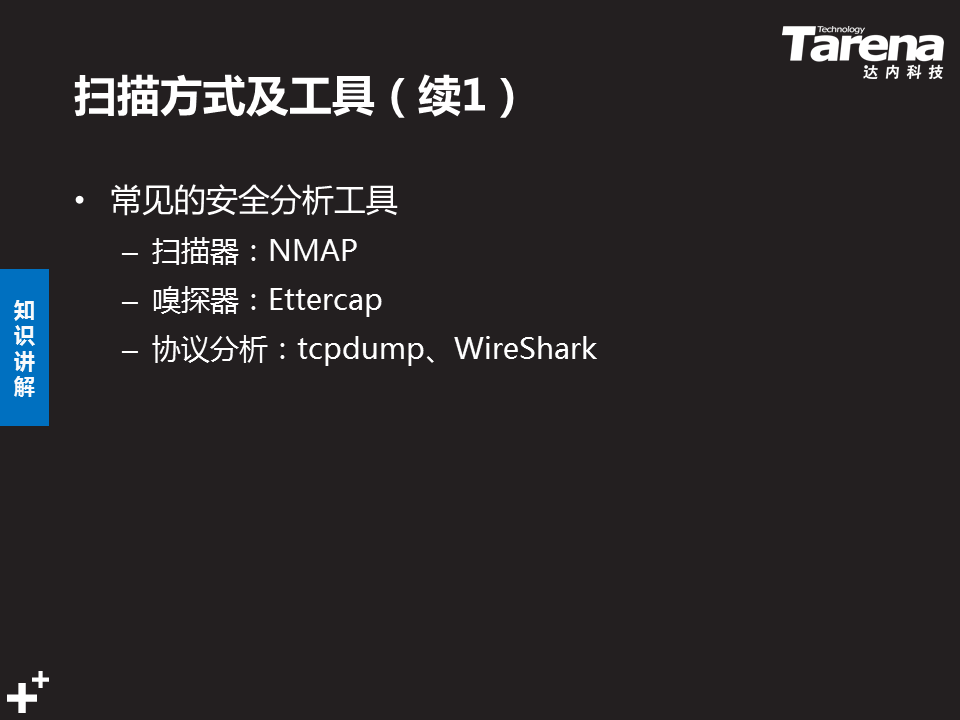 Technology
Tarena
达内科技
扫描方式及工具（续1）
• 常见的安全分析工具
– 扫描器：NMAP
– 嗅探器：Ettercap
– 协议分析：tcpdump、WireShark
知
识
讲
解